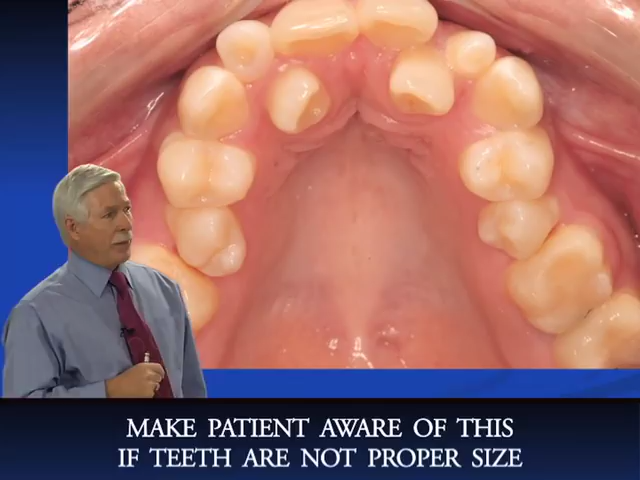 MAKE PATIENT AWARE OF THIS
IF TEETH ARE NOT PROPER SIZE